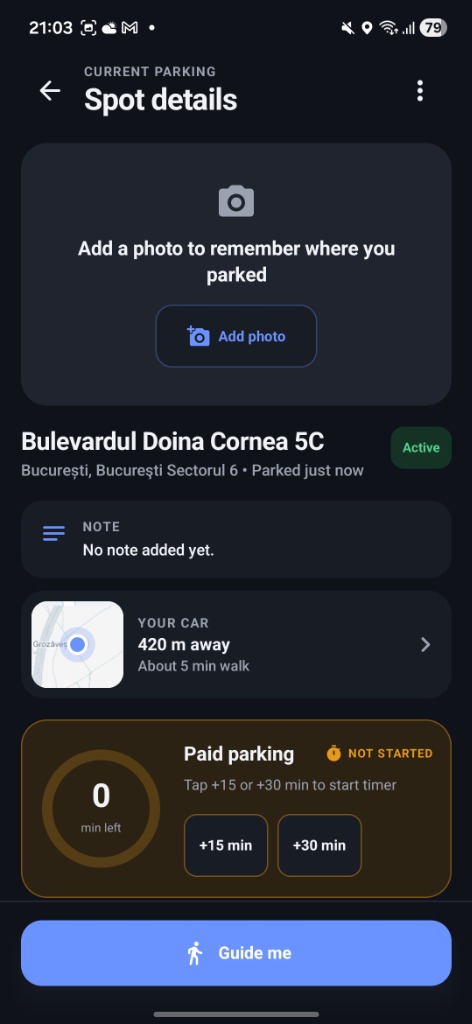 21:03
79
CURRENT PARKING
Spot details
Add a photo to remember where you
parked
Add photo
Bulevardul Doina Cornea 5C
Active
București, Bucureşti Sectorul 6 • Parked just now
NOTE
No note added yet.
Grozăveș
YOUR CAR
420 m away
About 5 min walk
Paid parking
NOT STARTED
0
min left
Tap +15 or +30 min to start timer
+15 min
+30 min
Guide me